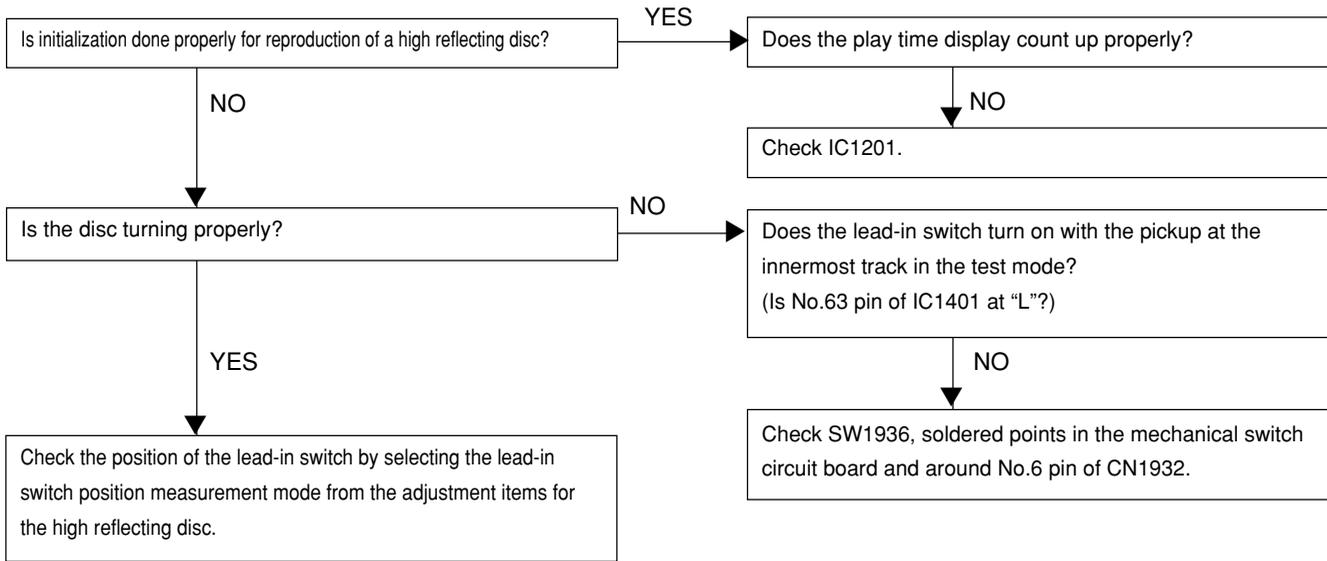 Is initialization done properly for reproduction of a high reflecting disc?
YES
Does the play time display count up properly?
NO
NO
Check IC1201.
Is the disc turning properly?
NO
Does the lead-in switch turn on with the pickup at the
innermost track in the test mode?
(Is No.63 pin of IC1401 at “L”?)
YES
NO
Check the position of the lead-in switch by selecting the lead-in
switch position measurement mode from the adjustment items for
the high reflecting disc.
Check SW1936, soldered points in the mechanical switch
circuit board and around No.6 pin of CN1932.